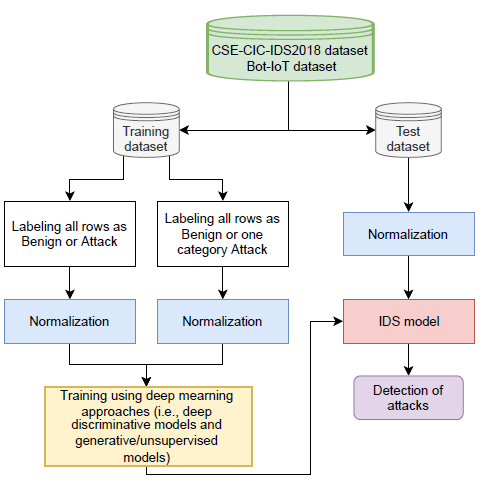 CSE-CIC-IDS2018 dataset
Bot-IoT dataset
Training
dataset
Test
dataset
Labeling all rows as
Benign or Attack
Labeling all rows as
Benign or one
category Attack
Normalization
Normalization
Normalization
IDS model
Training using deep mearning
approaches (i.e., deep
discriminative models and
generative/unsupervised
models)
Detection of
attacks